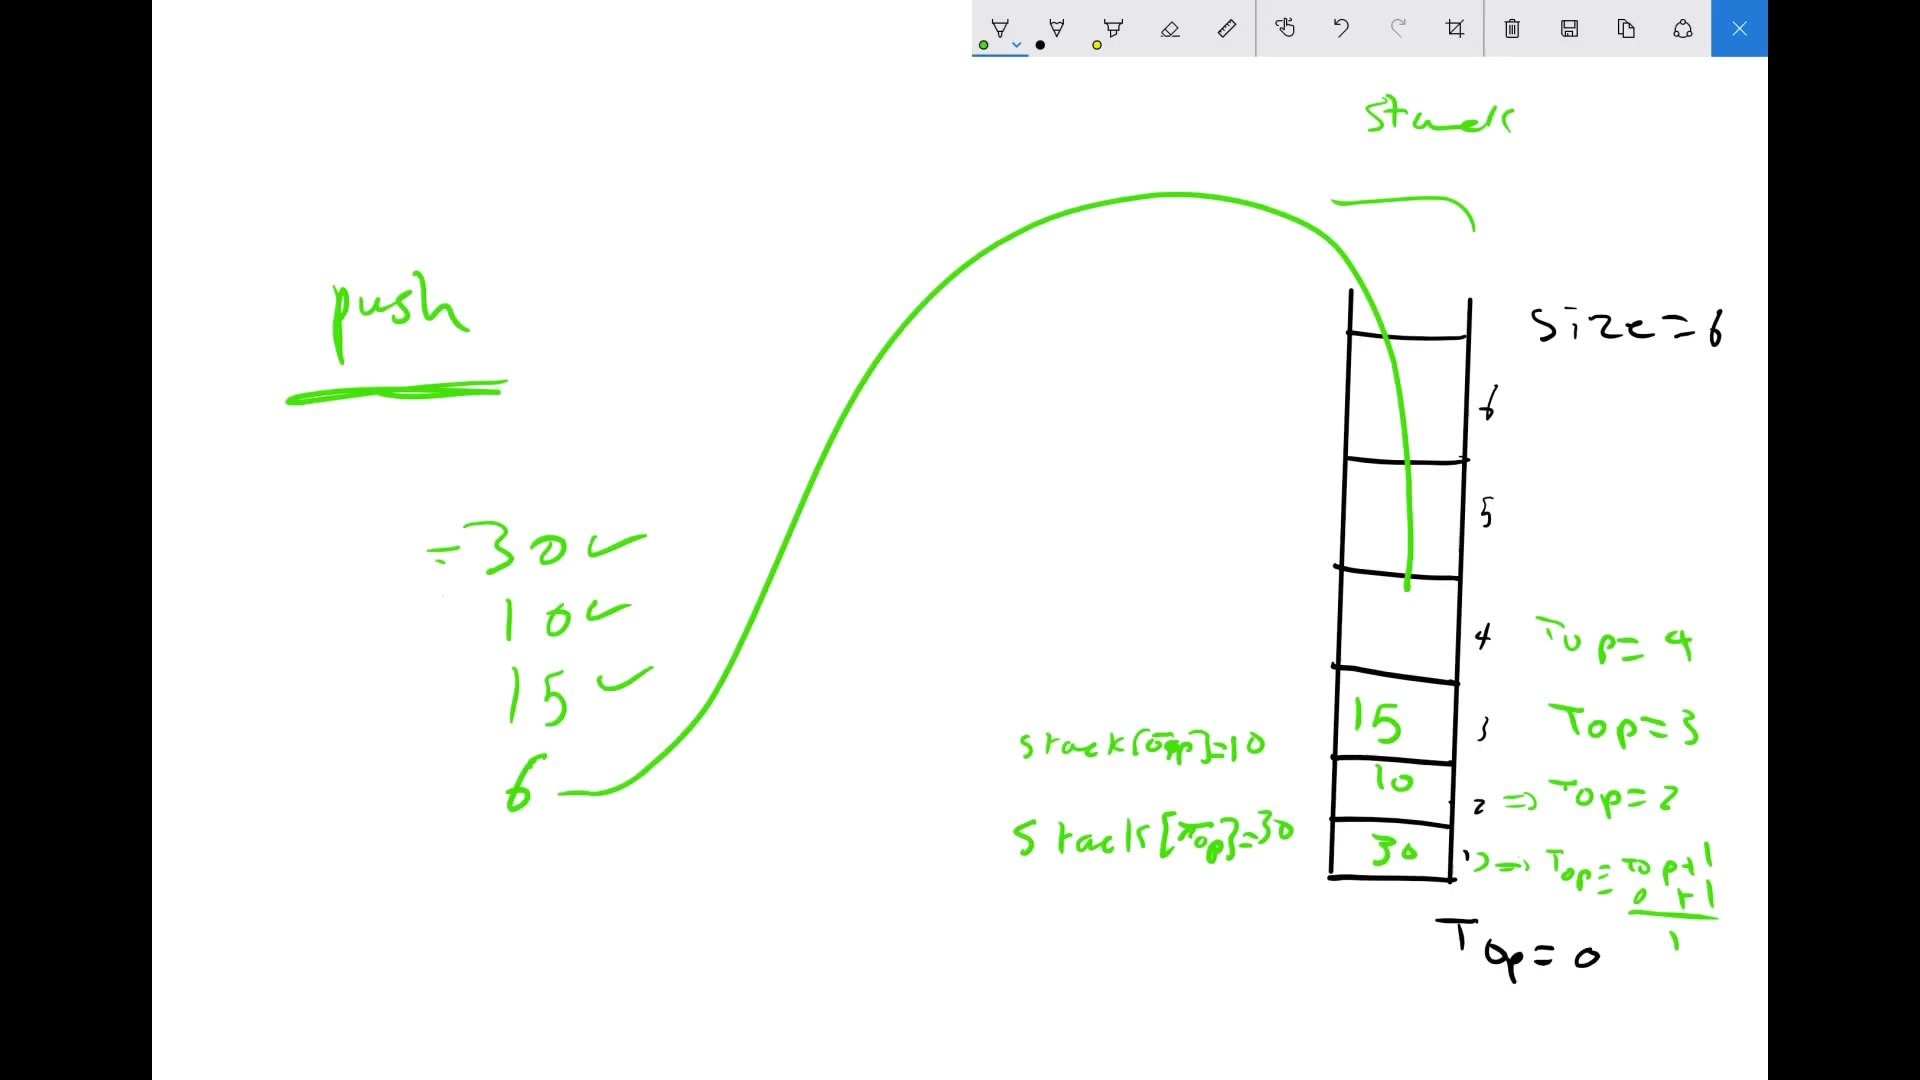 Stack
push
Size=6
6
5
=30✓
10✓
4 Top=4
15✓
15 3 Top=3
stack[Top]=10
10 2 => Top=2
6
stack[Top]=30
30 1 => Top=Top+1
0+1
1
Top=0